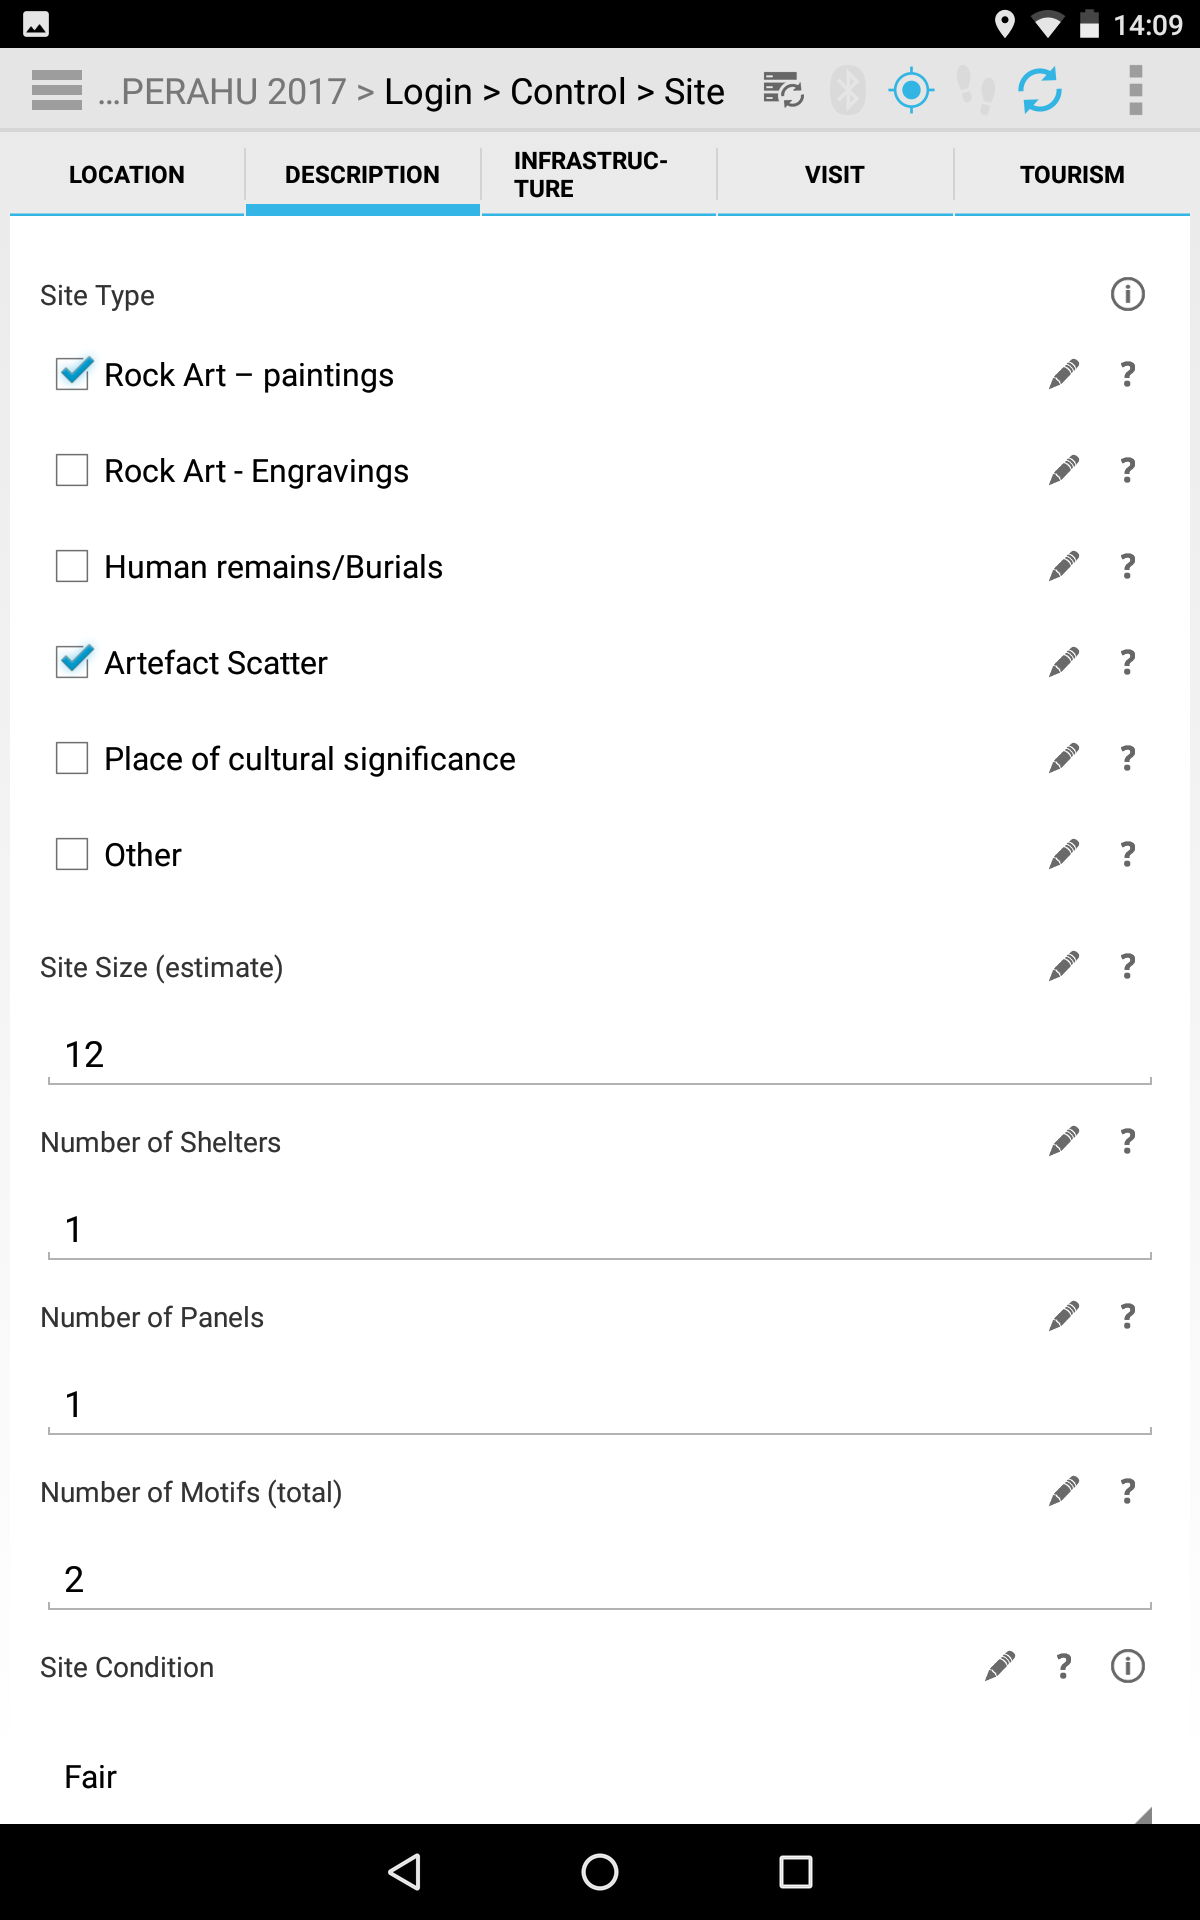 14:09
...PERAHU 2017 > Login > Control > Site
LOCATION
DESCRIPTION
INFRASTRUC-
TURE
VISIT
TOURISM
Site Type
Rock Art – paintings
?
Rock Art - Engravings
?
Human remains/Burials
?
Artefact Scatter
?
Place of cultural significance
?
Other
?
Site Size (estimate)
?
12
Number of Shelters
?
1
Number of Panels
?
1
Number of Motifs (total)
?
2
Site Condition
?
Fair